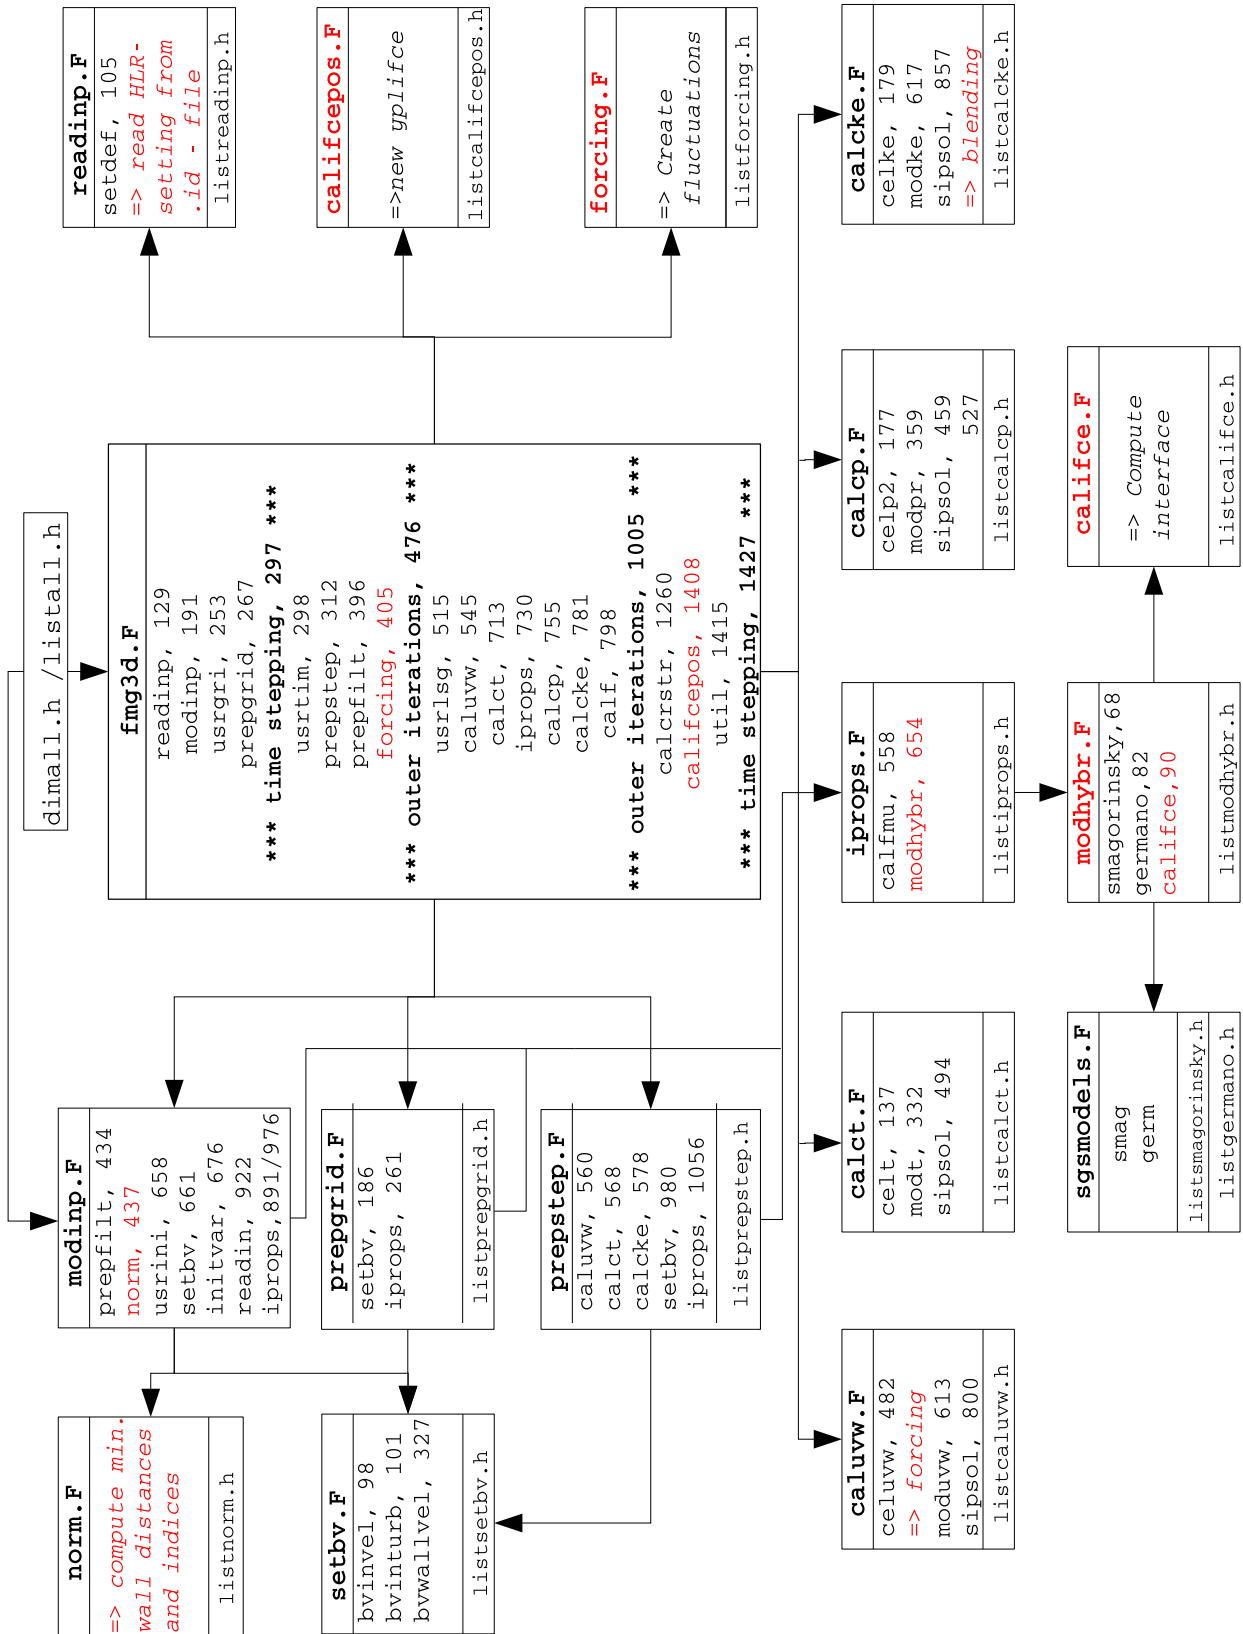 dimall.h /listall.h
norm.F
=> compute min.
wall distances
and indices
listnorm.h
modinp.F
prepfilt, 434
norm, 437
usrini, 658
setbv, 661
initvar, 676
readin, 922
iprops,891/976
fmg3d.F
readinp, 129
modinp, 191
usrgri, 253
prepgrid, 267
*** time stepping, 297 ***
usrtim, 298
prepstep, 312
prepfilt, 396
forcing, 405
*** outer iterations, 476 ***
usrlsg, 515
caluvw, 545
calct, 713
iprops, 730
calcp, 755
calcke, 781
calf, 798
*** outer iterations, 1005 ***
calcrstr, 1260
califcepos, 1408
util, 1415
*** time stepping, 1427 ***
readinp.F
setdef, 105
=> read HLR-
setting from
.id - file
listreadinp.h
setbv.F
bvinvel, 98
bvinturb, 101
bvwallvel, 327
listsetbv.h
prepgrid.F
setbv, 186
iprops, 261
listprepgrid.h
califcepos.F
=>new yplifce
listcalifcepos.h
prepstep.F
caluvw, 560
calct, 568
calcke, 578
setbv, 980
iprops, 1056
listprepstep.h
forcing.F
=> Create
fluctuations
listforcing.h
caluvw.F
celuvw, 482
=> forcing
moduvw, 613
sipsol, 800
listcaluvw.h
calct.F
celt, 137
modt, 332
sipsol, 494
listcalct.h
iprops.F
calfmu, 558
modhybr, 654
listiprops.h
calcp.F
celp2, 177
modpr, 359
sipsol, 459
527
listcalcp.h
calcke.F
celke, 179
modke, 617
sipsol, 857
=> blending
listcalcke.h
sgsmodels.F
smag
germ
listsmagorinsky.h
listgermano.h
modhybr.F
smagorinsky,68
germano,82
califce,90
listmodhybr.h
califce.F
=> Compute
interface
listcalifce.h